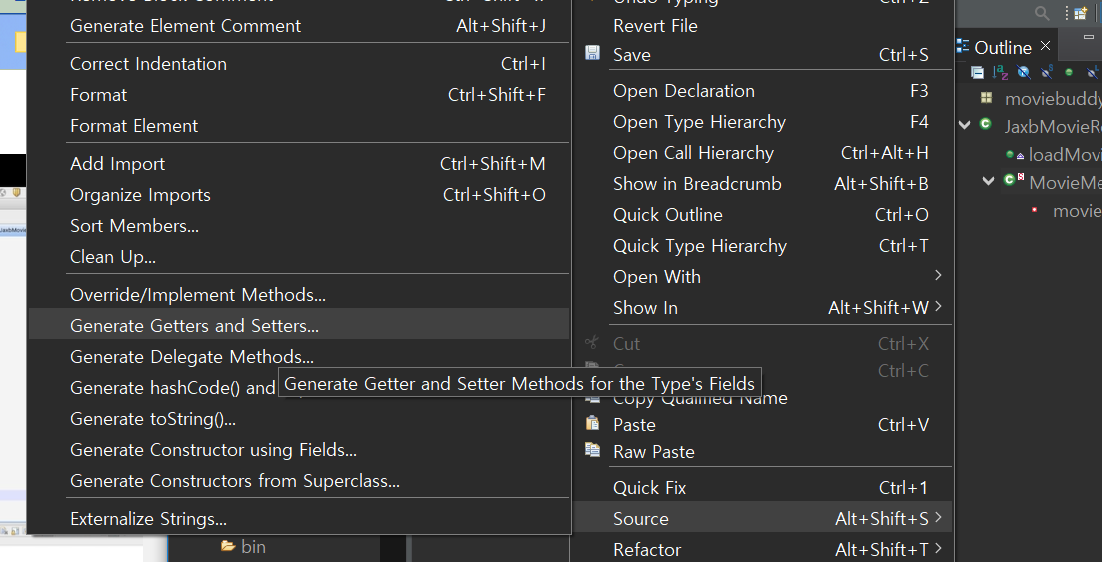 Generate Element Comment Alt+Shift+J
Correct Indentation Ctrl+I
Format Ctrl+Shift+F
Format Element
Add Import Ctrl+Shift+M
Organize Imports Ctrl+Shift+O
Sort Members...
Clean Up...
Override/Implement Methods...
Generate Getters and Setters...
Generate Delegate Methods...
Generate hashCode() and
Generate toString()...
Generate Constructor using Fields...
Generate Constructors from Superclass...
Externalize Strings...
Generate Getter and Setter Methods for the Type's Fields
Undo Typing Ctrl+Z
Revert File
Save Ctrl+S
Open Declaration F3
Open Type Hierarchy F4
Open Call Hierarchy Ctrl+Alt+H
Show in Breadcrumb Alt+Shift+B
Quick Outline Ctrl+O
Quick Type Hierarchy Ctrl+T
Open With
Show In Alt+Shift+W
Cut Ctrl+X
Ctrl+C
Copy Qualified Name
Paste Ctrl+V
Raw Paste
Quick Fix Ctrl+1
Source Alt+Shift+S
Refactor Alt+Shift+T
Outline
moviebuddy
JaxbMovieRe
loadMovi
MovieMe
movie
bin